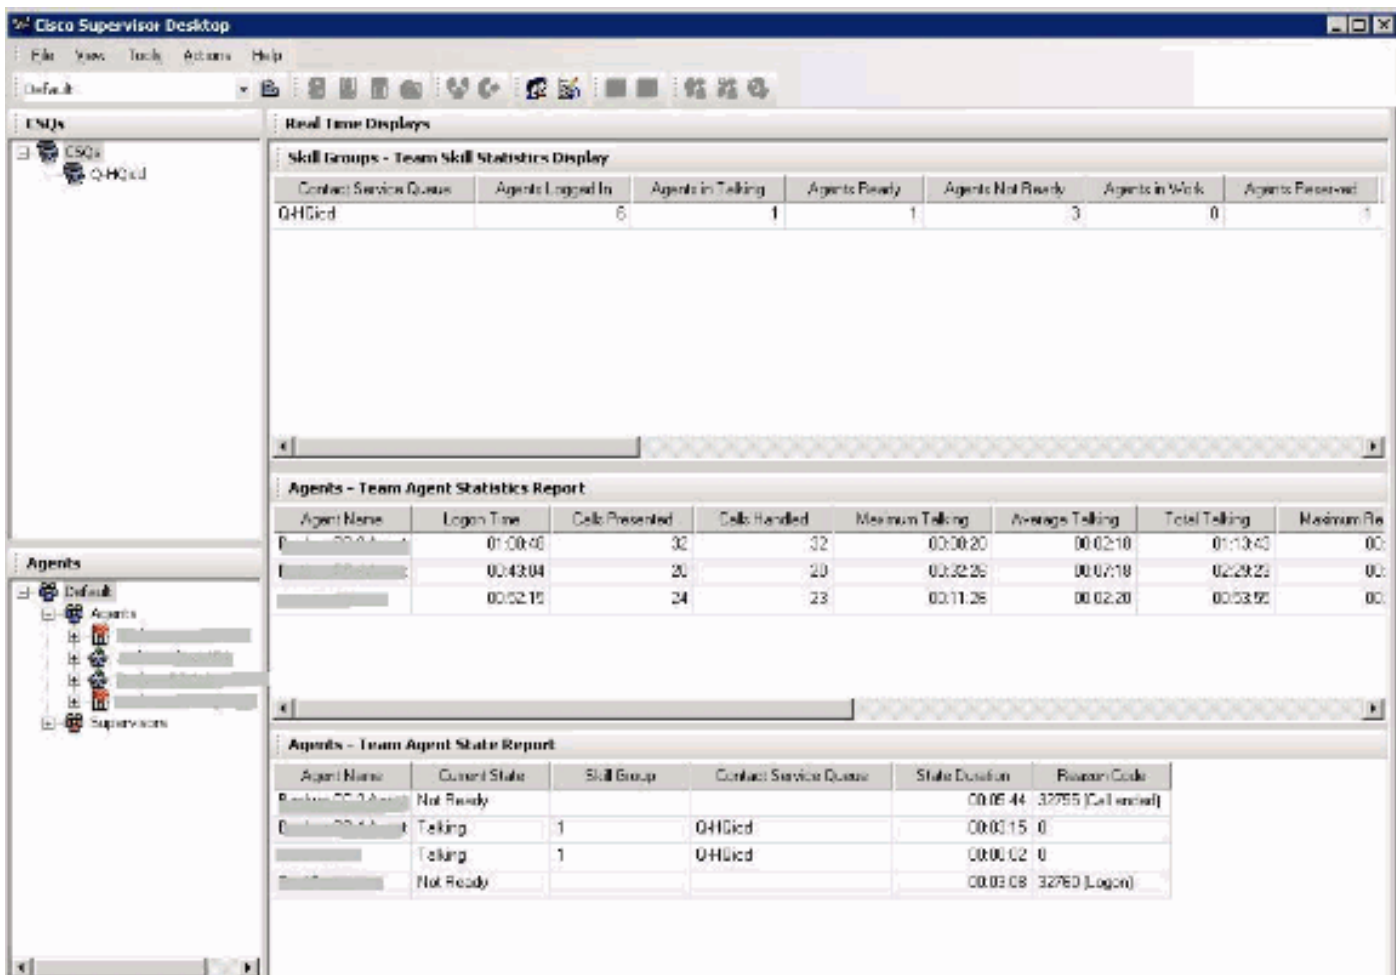 Cisco Supervisor Desktop
File View Tools Actions Help
Default
CSQs
CSQs
Q-HQicd
Real Time Displays
Skill Groups - Team Skill Statistics Display
Contact Service Queue Agents Logged In Agents in Talking Agents Ready Agents Not Ready Agents in Work Agents Reserved
Q-HQicd 6 1 1 3 0 1
Agents - Team Agent Statistics Report
Agent Name Logon Time Calls Presented Calls Handled Maximum Talking Average Talking Total Talking Maximum Re
32 32 00:02:18 01:13:43 00:
00:43:04 20 20 00:32:26 00:07:18 02:29:23 00:
00:52:15 24 23 00:11:26 00:02:20 00:53:55 00:
Agents
Default
Agents
Supervisors
Agents - Team Agent State Report
Agent Name Current State Skill Group Contact Service Queue State Duration Reason Code
Not Ready 00:05:44 32755 (Call ended)
Talking 1 Q-HQicd 00:03:15 0
Talking 1 Q-HQicd 00:00:02 0
Not Ready 00:03:08 32760 (Logon)